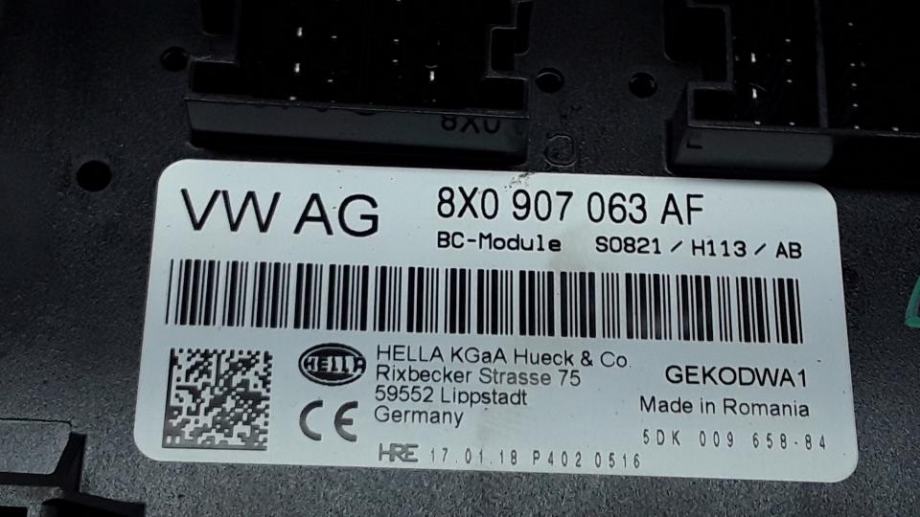 8X0
VW AG
8X0 907 063 AF
BC-Module S0821 / H113 / AB
HELLA
HELLA KGaA Hueck & Co.
Rixbecker Strasse 75
59552 Lippstadt
Germany
CE
GEKODWA1
Made in Romania
5DK 009 658-84
HRE 17.01.18 P402 0516